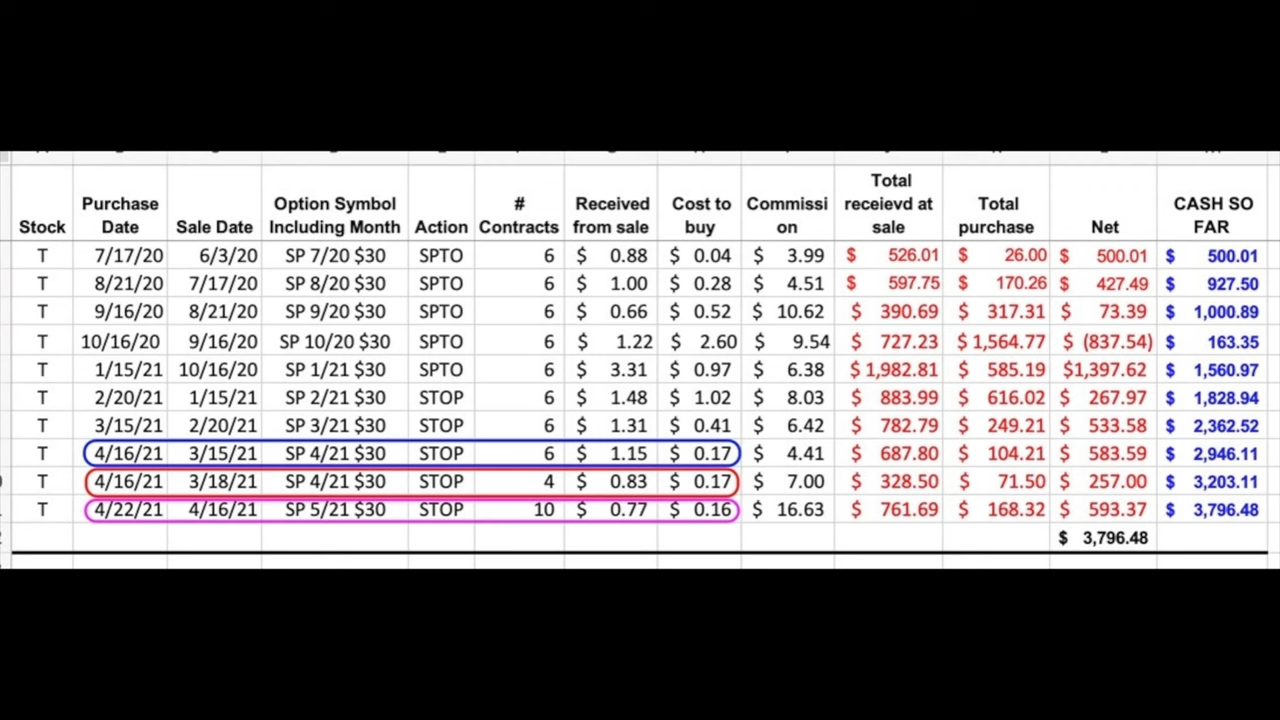 Stock Purchase Date Sale Date Option Symbol Including Month Action # Contracts Received from sale Cost to buy Commissi on Total receievd at sale Total purchase Net CASH SO FAR
T 7/17/20 6/3/20 SP 7/20 $30 SPTO 6 $ 0.88 $ 0.04 $ 3.99 $ 526.01 $ 26.00 $ 500.01 $ 500.01
T 8/21/20 7/17/20 SP 8/20 $30 SPTO 6 $ 1.00 $ 0.28 $ 4.51 $ 597.75 $ 170.26 $ 427.49 $ 927.50
T 9/16/20 8/21/20 SP 9/20 $30 SPTO 6 $ 0.66 $ 0.52 $ 10.62 $ 390.69 $ 317.31 $ 73.39 $ 1,000.89
T 10/16/20 9/16/20 SP 10/20 $30 SPTO 6 $ 1.22 $ 2.60 $ 9.54 $ 727.23 $ 1,564.77 $ (837.54) $ 163.35
T 1/15/21 10/16/20 SP 1/21 $30 SPTO 6 $ 3.31 $ 0.97 $ 6.38 $ 1,982.81 $ 585.19 $1,397.62 $ 1,560.97
T 2/20/21 1/15/21 SP 2/21 $30 STOP 6 $ 1.48 $ 1.02 $ 8.03 $ 883.99 $ 616.02 $ 267.97 $ 1,828.94
T 3/15/21 2/20/21 SP 3/21 $30 STOP 6 $ 1.31 $ 0.41 $ 6.42 $ 782.79 $ 249.21 $ 533.58 $ 2,362.52
T 4/16/21 3/15/21 SP 4/21 $30 STOP 6 $ 1.15 $ 0.17 $ 4.41 $ 687.80 $ 104.21 $ 583.59 $ 2,946.11
T 4/16/21 3/18/21 SP 4/21 $30 STOP 4 $ 0.83 $ 0.17 $ 7.00 $ 328.50 $ 71.50 $ 257.00 $ 3,203.11
T 4/22/21 4/16/21 SP 5/21 $30 STOP 10 $ 0.77 $ 0.16 $ 16.63 $ 761.69 $ 168.32 $ 593.37 $ 3,796.48
$ 3,796.48